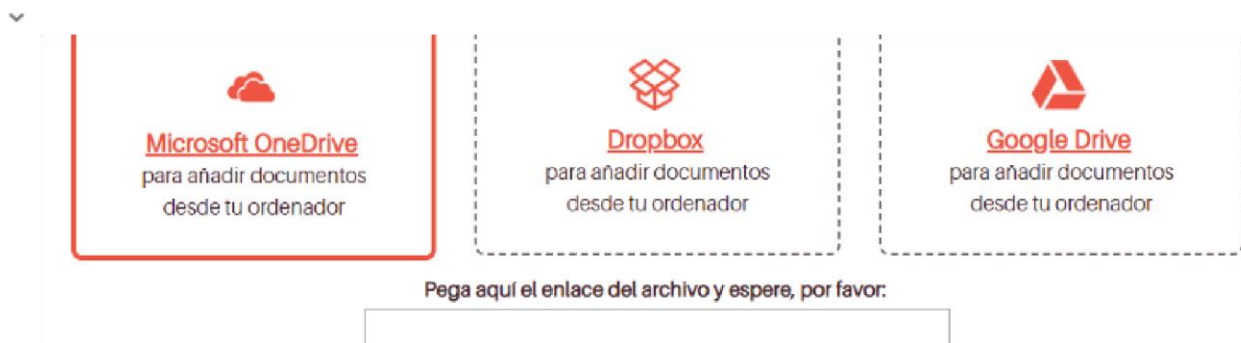 Microsoft OneDrive
para añadir documentos
desde tu ordenador
Dropbox
para añadir documentos
desde tu ordenador
Google Drive
para añadir documentos
desde tu ordenador
Pega aquí el enlace del archivo y espere, por favor: